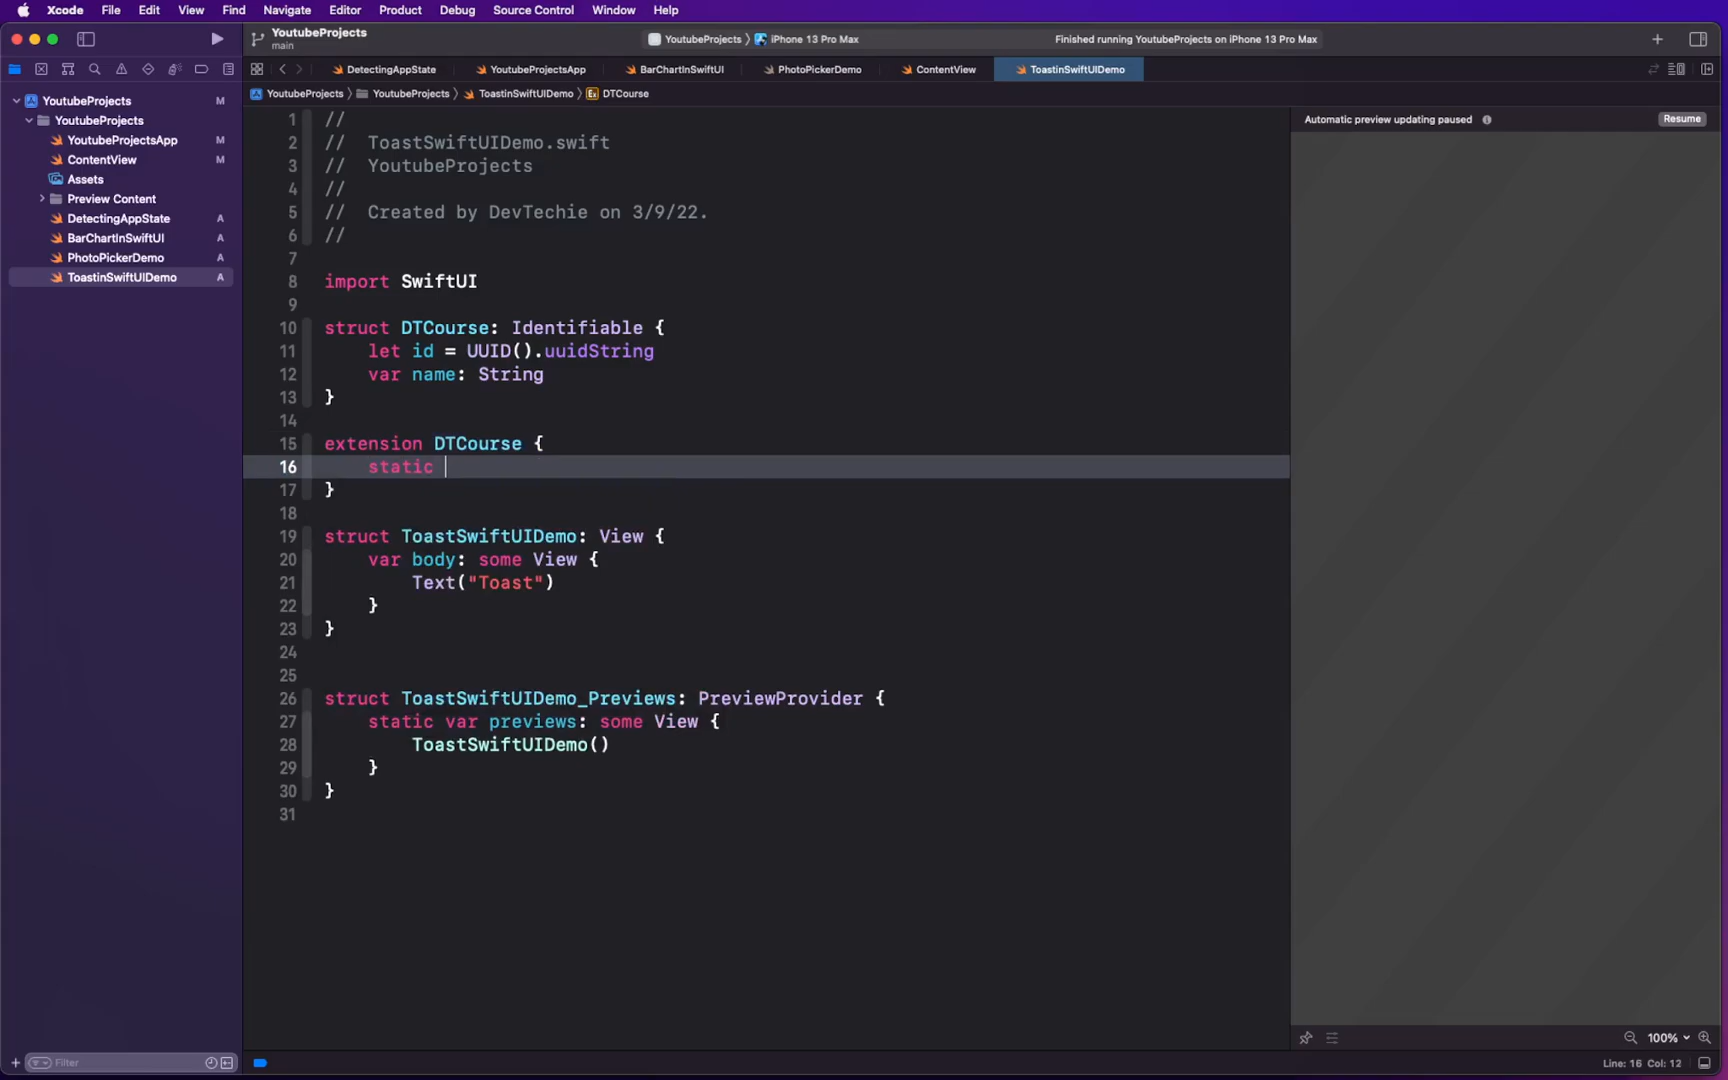 Xcode File Edit View Find Navigate Editor Product Debug Source Control Window Help
YoutubeProjects
main
YoutubeProjects 〉 iPhone 13 Pro Max
Finished running YoutubeProjects on iPhone 13 Pro Max
DetectingAppState YoutubeProjectsApp BarChartInSwiftUI PhotoPickerDemo ContentView ToastinSwiftUIDemo
YoutubeProjects 〉 YoutubeProjects 〉 ToastinSwiftUIDemo 〉 Ex DTCourse
YoutubeProjects M
YoutubeProjects
YoutubeProjectsApp M
ContentView M
Assets
Preview Content
DetectingAppState A
BarChartInSwiftUI A
PhotoPickerDemo A
ToastinSwiftUIDemo A
Filter
1 //
2 // ToastSwiftUIDemo.swift
3 // YoutubeProjects
4 //
5 // Created by DevTechie on 3/9/22.
6 //
7
8 import SwiftUI
9
10 struct DTCourse: Identifiable {
11 let id = UUID().uuidString
12 var name: String
13 }
14
15 extension DTCourse {
16 static
17 }
18
19 struct ToastSwiftUIDemo: View {
20 var body: some View {
21 Text("Toast")
22 }
23 }
24
25
26 struct ToastSwiftUIDemo_Previews: PreviewProvider {
27 static var previews: some View {
28 ToastSwiftUIDemo()
29 }
30 }
31
Automatic preview updating paused
Resume
100%
Line: 16 Col: 12